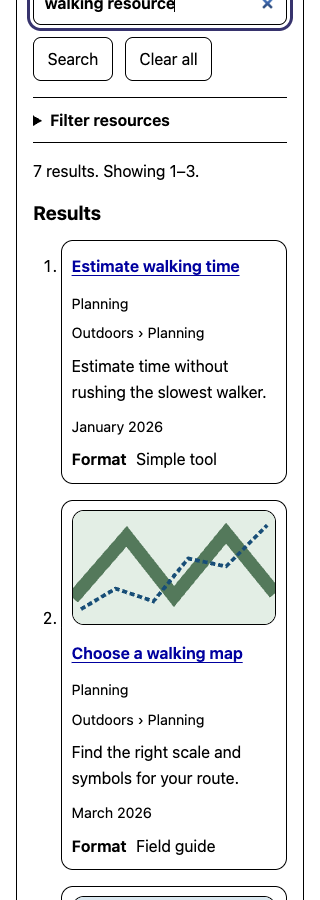 walking resource
Search
Clear all
Filter resources
7 results. Showing 1–3.
Results
1.
Estimate walking time
Planning
Outdoors › Planning
Estimate time without
rushing the slowest walker.
January 2026
Format Simple tool
2.
Choose a walking map
Planning
Outdoors › Planning
Find the right scale and
symbols for your route.
March 2026
Format Field guide